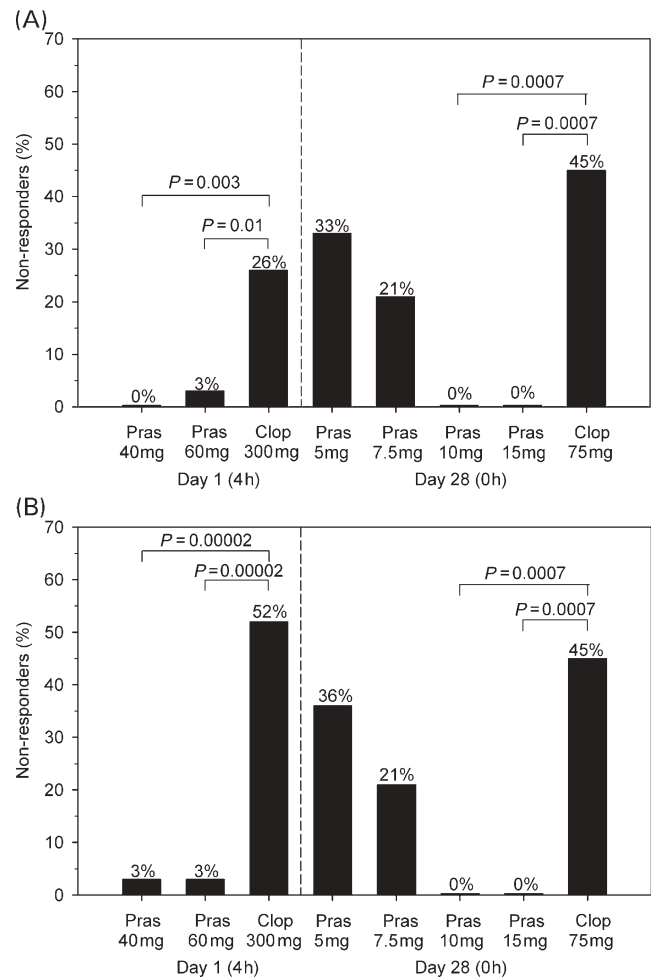 (A)
70
60
50
40
30
20
10
0
Non-responders (%)
P = 0.003
P = 0.01
P = 0.0007
P = 0.0007
0%
3%
26%
33%
21%
0%
0%
45%
Pras Pras Clop Pras Pras Pras Pras Clop
40mg 60mg 300mg 5mg 7.5mg 10mg 15mg 75mg
Day 1 (4h) Day 28 (0h)
(B)
70
60
50
40
30
20
10
0
Non-responders (%)
P = 0.00002
P = 0.00002
P = 0.0007
P = 0.0007
3%
3%
52%
36%
21%
0%
0%
45%
Pras Pras Clop Pras Pras Pras Pras Clop
40mg 60mg 300mg 5mg 7.5mg 10mg 15mg 75mg
Day 1 (4h) Day 28 (0h)